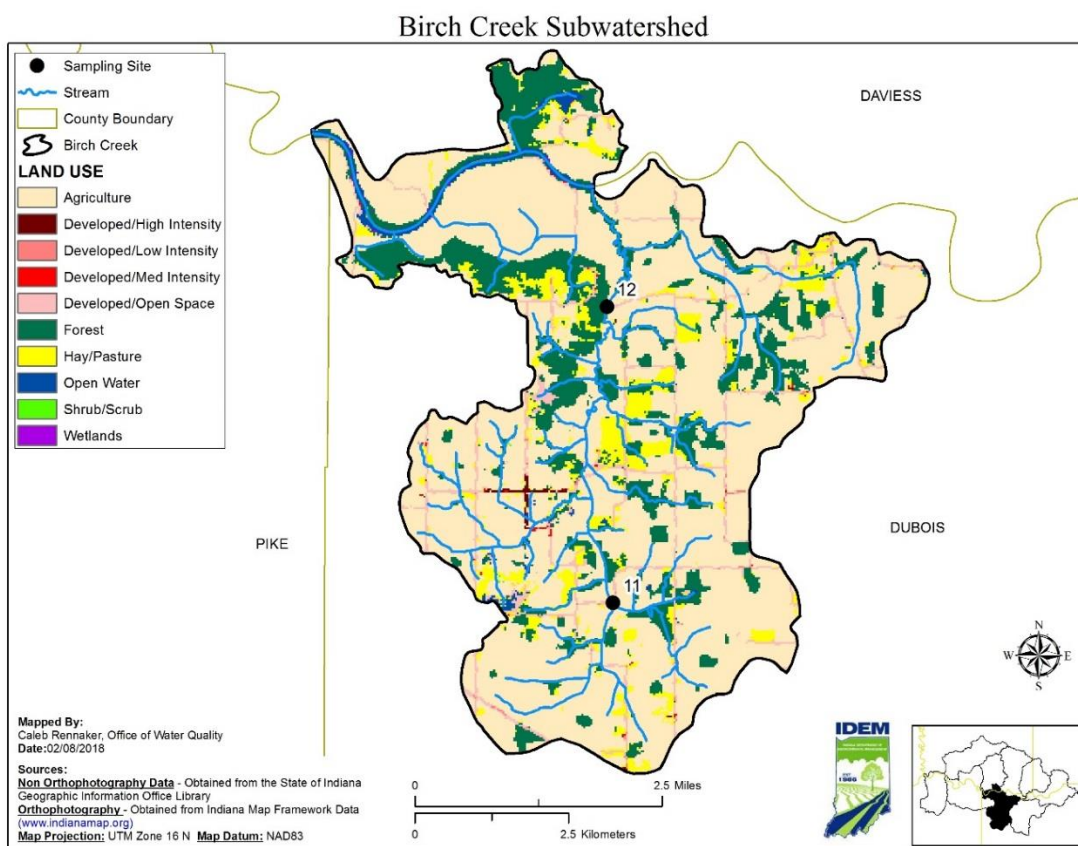 Birch Creek Subwatershed
Sampling Site
Stream
County Boundary
Birch Creek
LAND USE
Agriculture
Developed/High Intensity
Developed/Low Intensity
Developed/Med Intensity
Developed/Open Space
Forest
Hay/Pasture
Open Water
Shrub/Scrub
Wetlands
DAVIESS
12
DUBOIS
PIKE
11
N
W E
S
Mapped By:
Caleb Rennaker, Office of Water Quality
Date:02/08/2018
Sources:
Non Orthophotography Data - Obtained from the State of Indiana
Geographic Information Office Library
Orthophotography - Obtained from Indiana Map Framework Data
(www.indianamap.org)
Map Projection: UTM Zone 16 N Map Datum: NAD83
0 2.5 Miles
0 2.5 Kilometers
IDEM
EST
1986